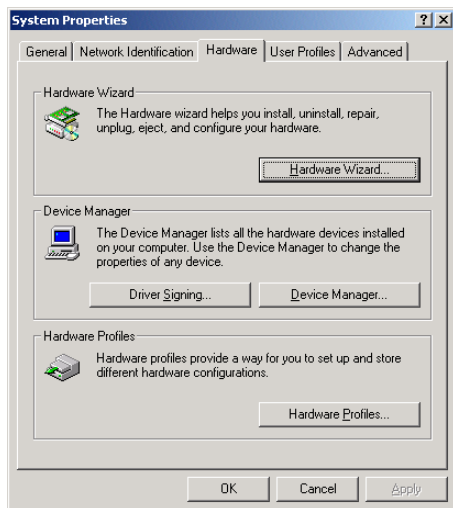 System Properties
General
Network Identification
Hardware
User Profiles
Advanced
Hardware Wizard
The Hardware wizard helps you install, uninstall, repair,
unplug, eject, and configure your hardware.
Hardware Wizard...
Device Manager
The Device Manager lists all the hardware devices installed
on your computer. Use the Device Manager to change the
properties of any device.
Driver Signing...
Device Manager...
Hardware Profiles
Hardware profiles provide a way for you to set up and store
different hardware configurations.
Hardware Profiles...
OK
Cancel
Apply